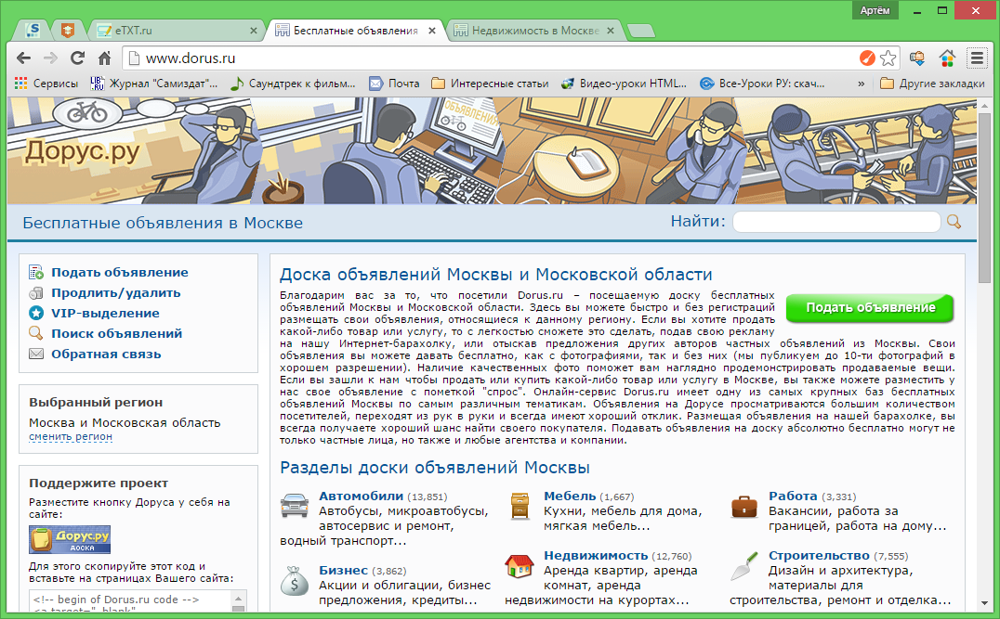 Артём
eTXT.ru
Бесплатные объявления
Недвижимость в Москве
www.dorus.ru
Сервисы
Журнал "Самиздат"...
Саундтрек к фильм...
Почта
Интересные статьи
Видео-уроки HTML...
Все-Уроки РУ: скач...
»
Другие закладки
Дорус.ру
ОБЪЯВЛЕНИЯ
Бесплатные объявления в Москве
Найти:
Подать объявление
Продлить/удалить
VIP-выделение
Поиск объявлений
Обратная связь
Выбранный регион
Москва и Московская область
сменить регион
Поддержите проект
Разместите кнопку Доруса у себя на
сайте:
Дорус.ру
ДОСКА
Для этого скопируйте этот код и
вставьте на страницах Вашего сайта:
<!-- begin of Dorus.ru code -->
<a target="_blank"
Доска объявлений Москвы и Московской области
Благодарим вас за то, что посетили Dorus.ru – посещаемую доску бесплатных
объявлений Москвы и Московской области. Здесь вы можете быстро и без регистраций
размещать свои объявления, относящиеся к данному региону. Если вы хотите продать
какой-либо товар или услугу, то с легкостью сможете это сделать, подав свою рекламу
на нашу Интернет-барахолку, или отыскав предложения других авторов частных объявлений из Москвы. Свои
объявления вы можете давать бесплатно, как с фотографиями, так и без них (мы публикуем до 10-ти фотографий в
хорошем разрешении). Наличие качественных фото поможет вам наглядно продемонстрировать продаваемые вещи.
Если вы зашли к нам чтобы продать или купить какой-либо товар или услугу в Москве, вы также можете разместить у
нас свое объявление с пометкой "спрос". Онлайн-сервис Dorus.ru имеет одну из самых крупных баз бесплатных
объявлений Москвы по самым различным тематикам. Объявления на Дорусе просматриваются большим количеством
посетителей, переходят из рук в руки и всегда имеют хороший отклик. Размещая объявления на нашей барахолке, вы
всегда получаете хороший шанс найти своего покупателя. Подавать объявления на доску абсолютно бесплатно могут не
только частные лица, но также и любые агентства и компании.
Подать объявление
Разделы доски объявлений Москвы
Автомобили (13,851)
Автобусы, микроавтобусы,
автосервис и ремонт,
водный транспорт...
Мебель (1,667)
Кухни, мебель для дома,
мягкая мебель...
Работа (3,331)
Вакансии, работа за
границей, работа на дому...
Бизнес (3,862)
Акции и облигации, бизнес
предложения, кредиты...
Недвижимость (12,760)
Аренда квартир, аренда
комнат, аренда
недвижимости на курортах...
Строительство (7,555)
Дизайн и архитектура,
материалы для
строительства, ремонт и отделка...